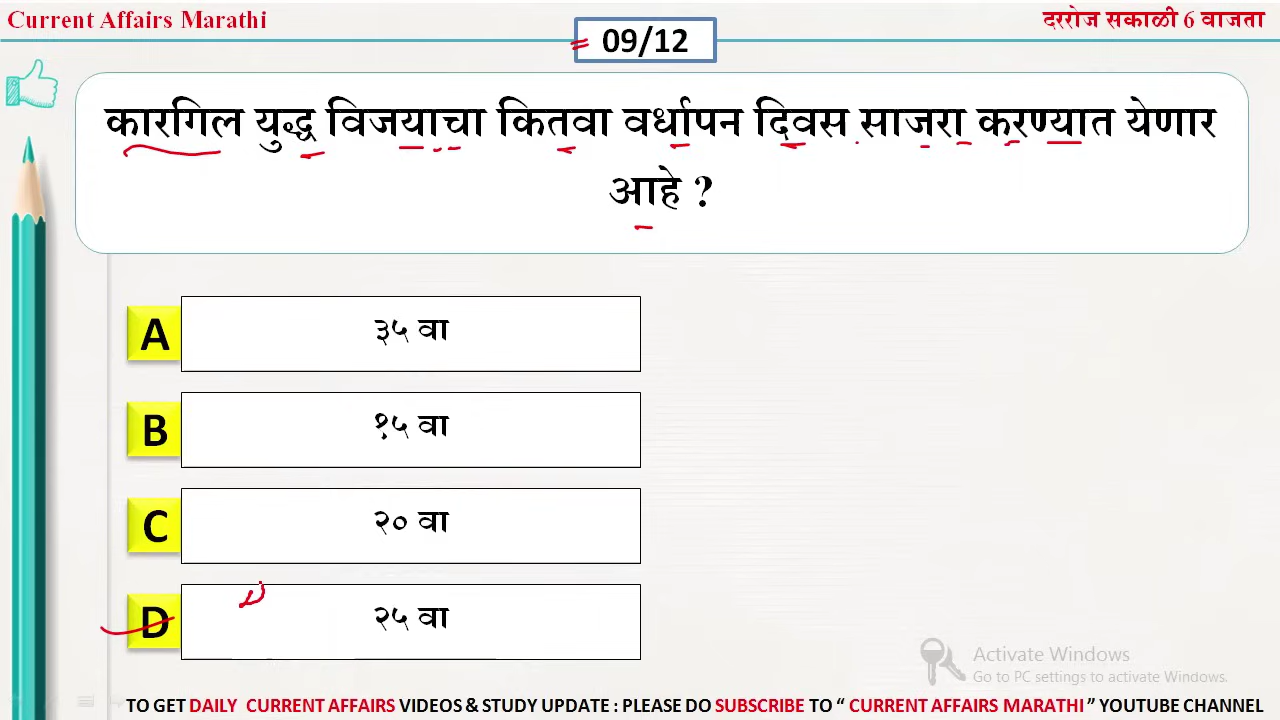 Current Affairs Marathi
दररोज सकाळी 6 वाजता
09/12
कारगिल युद्ध विजयाचा कितवा वर्धापन दिवस साजरा करण्यात येणार
आहे ?
A
३५ वा
B
१५ वा
C
२० वा
D
२५ वा
Activate Windows
Go to PC settings to activate Windows.
TO GET DAILY CURRENT AFFAIRS VIDEOS & STUDY UPDATE : PLEASE DO SUBSCRIBE TO “ CURRENT AFFAIRS MARATHI ” YOUTUBE CHANNEL